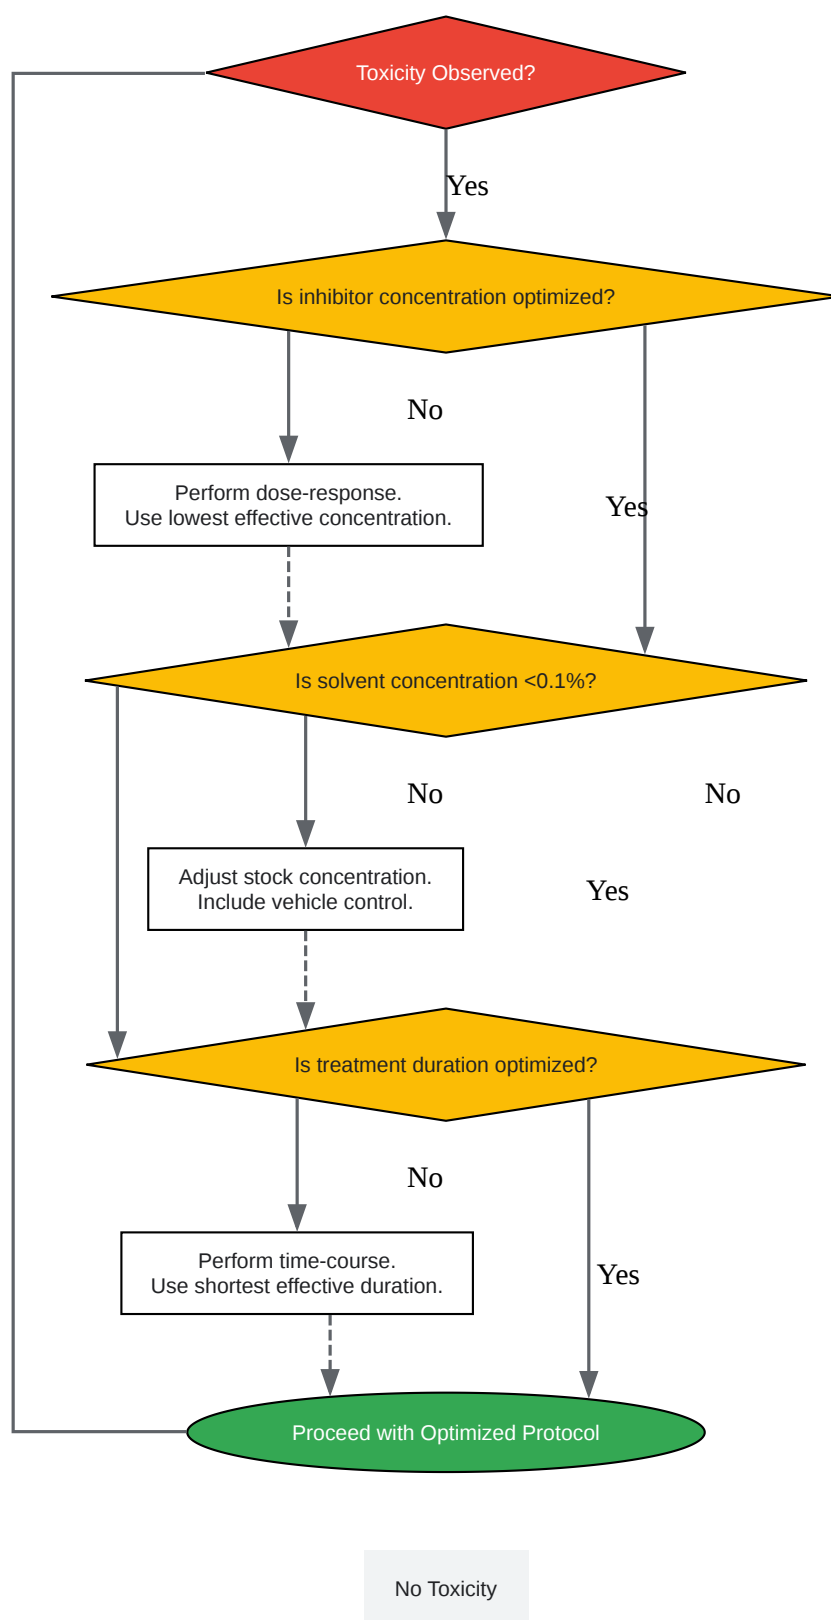 Toxicity Observed?
Yes
Is inhibitor concentration optimized?
No
Perform dose-response.
Use lowest effective concentration.
Yes
Is solvent concentration <0.1%?
No
No
Adjust stock concentration.
Include vehicle control.
Yes
Is treatment duration optimized?
No
Perform time-course.
Use shortest effective duration.
Yes
Proceed with Optimized Protocol
No Toxicity